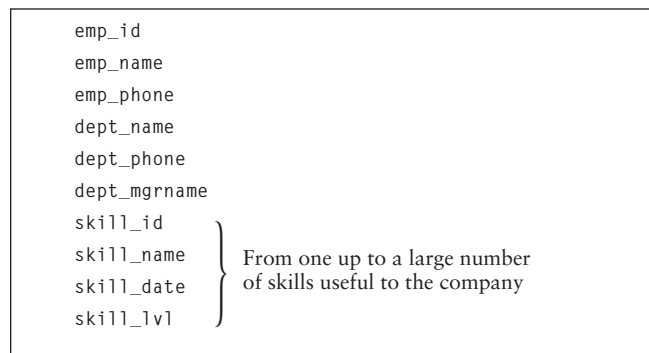 emp_id
emp_name
emp_phone
dept_name
dept_phone
dept_mgrname
skill_id
skill_name
skill_date
skill_lvl
From one up to a large number
of skills useful to the company